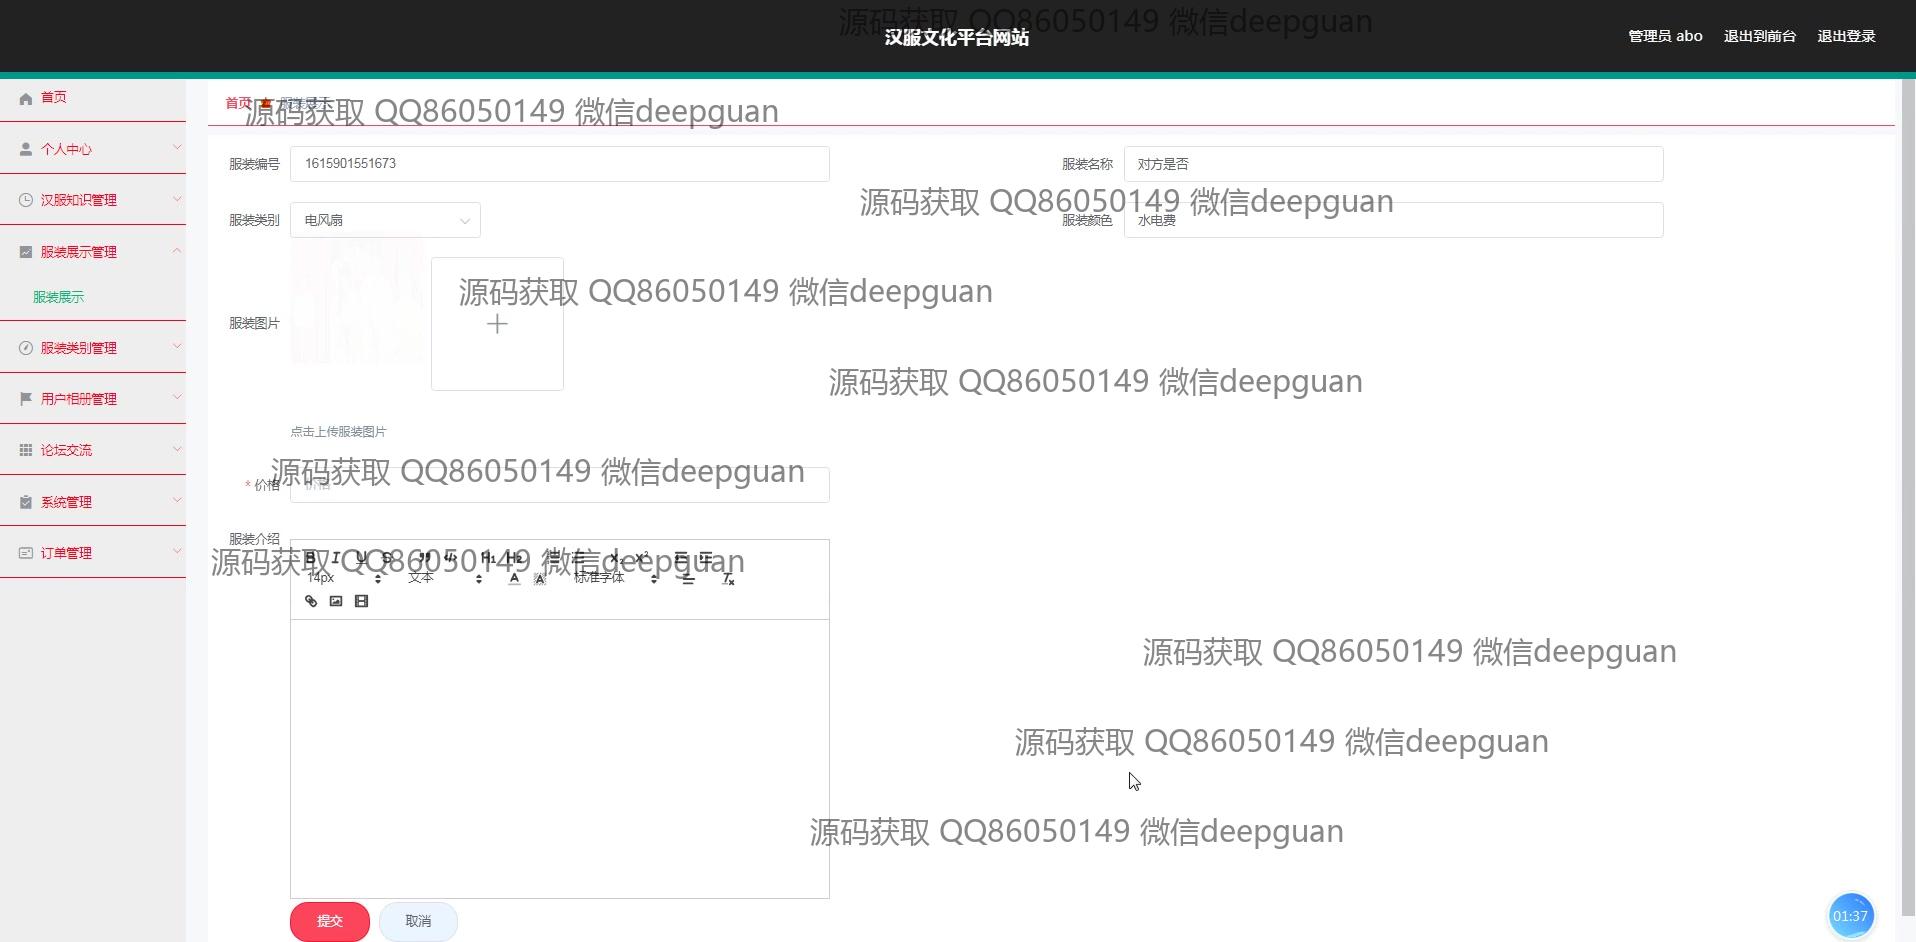 源码获取 QQ86050149 微信deepguan
汉服文化平台网站
管理员 abo
退出到前台
退出登录
首页
首页
服装展示
源码获取 QQ86050149 微信deepguan
个人中心
服装编号
1615901551673
服装名称
对方是否
汉服知识管理
源码获取 QQ86050149 微信deepguan
服装类别
电风扇
服装颜色
水电费
服装展示管理
服装展示
源码获取 QQ86050149 微信deepguan
服装图片
服装类别管理
源码获取 QQ86050149 微信deepguan
用户相册管理
点击上传服装图片
论坛交流
源码获取 QQ86050149 微信deepguan
* 价格
价格
系统管理
服装介绍
订单管理
源码获取 QQ86050149 微信deepguan
B I U S H1 H2 X₂ X²
14px
文本
标准字体
源码获取 QQ86050149 微信deepguan
源码获取 QQ86050149 微信deepguan
源码获取 QQ86050149 微信deepguan
提交
取消
01:37